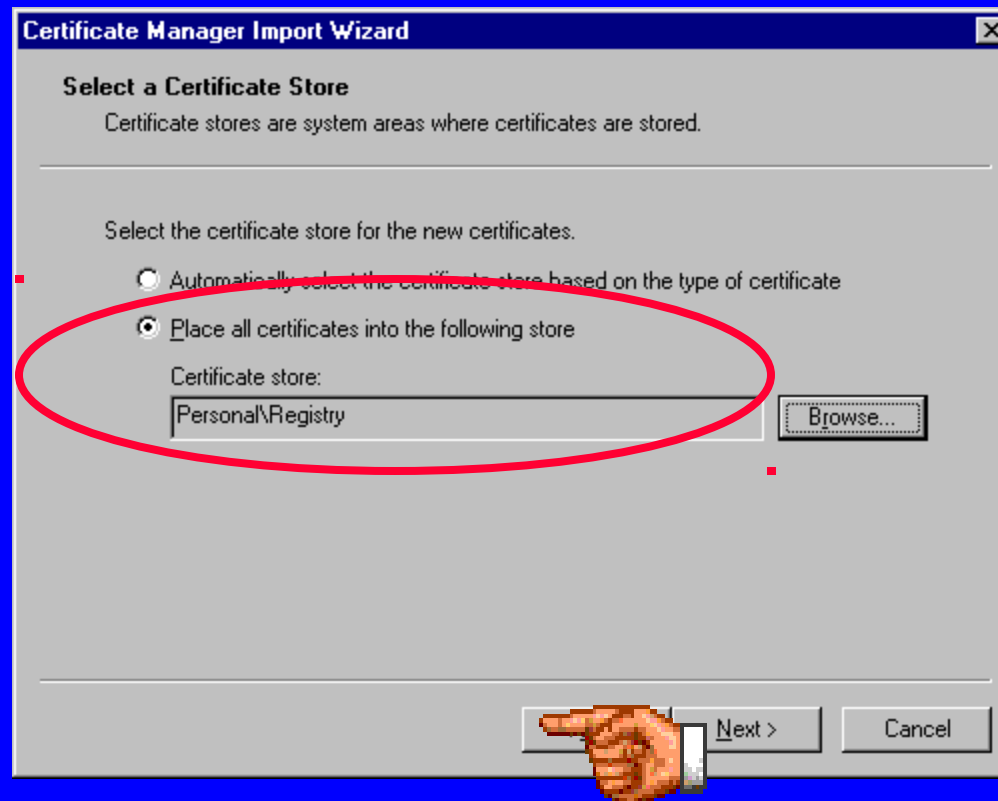 Certificate Manager Import Wizard
Select a Certificate Store
Certificate stores are system areas where certificates are stored.
Select the certificate store for the new certificates.
Automatically select the certificate store based on the type of certificate
Place all certificates into the following store
Certificate store:
Personal\Registry
Browse...
Next >
Cancel